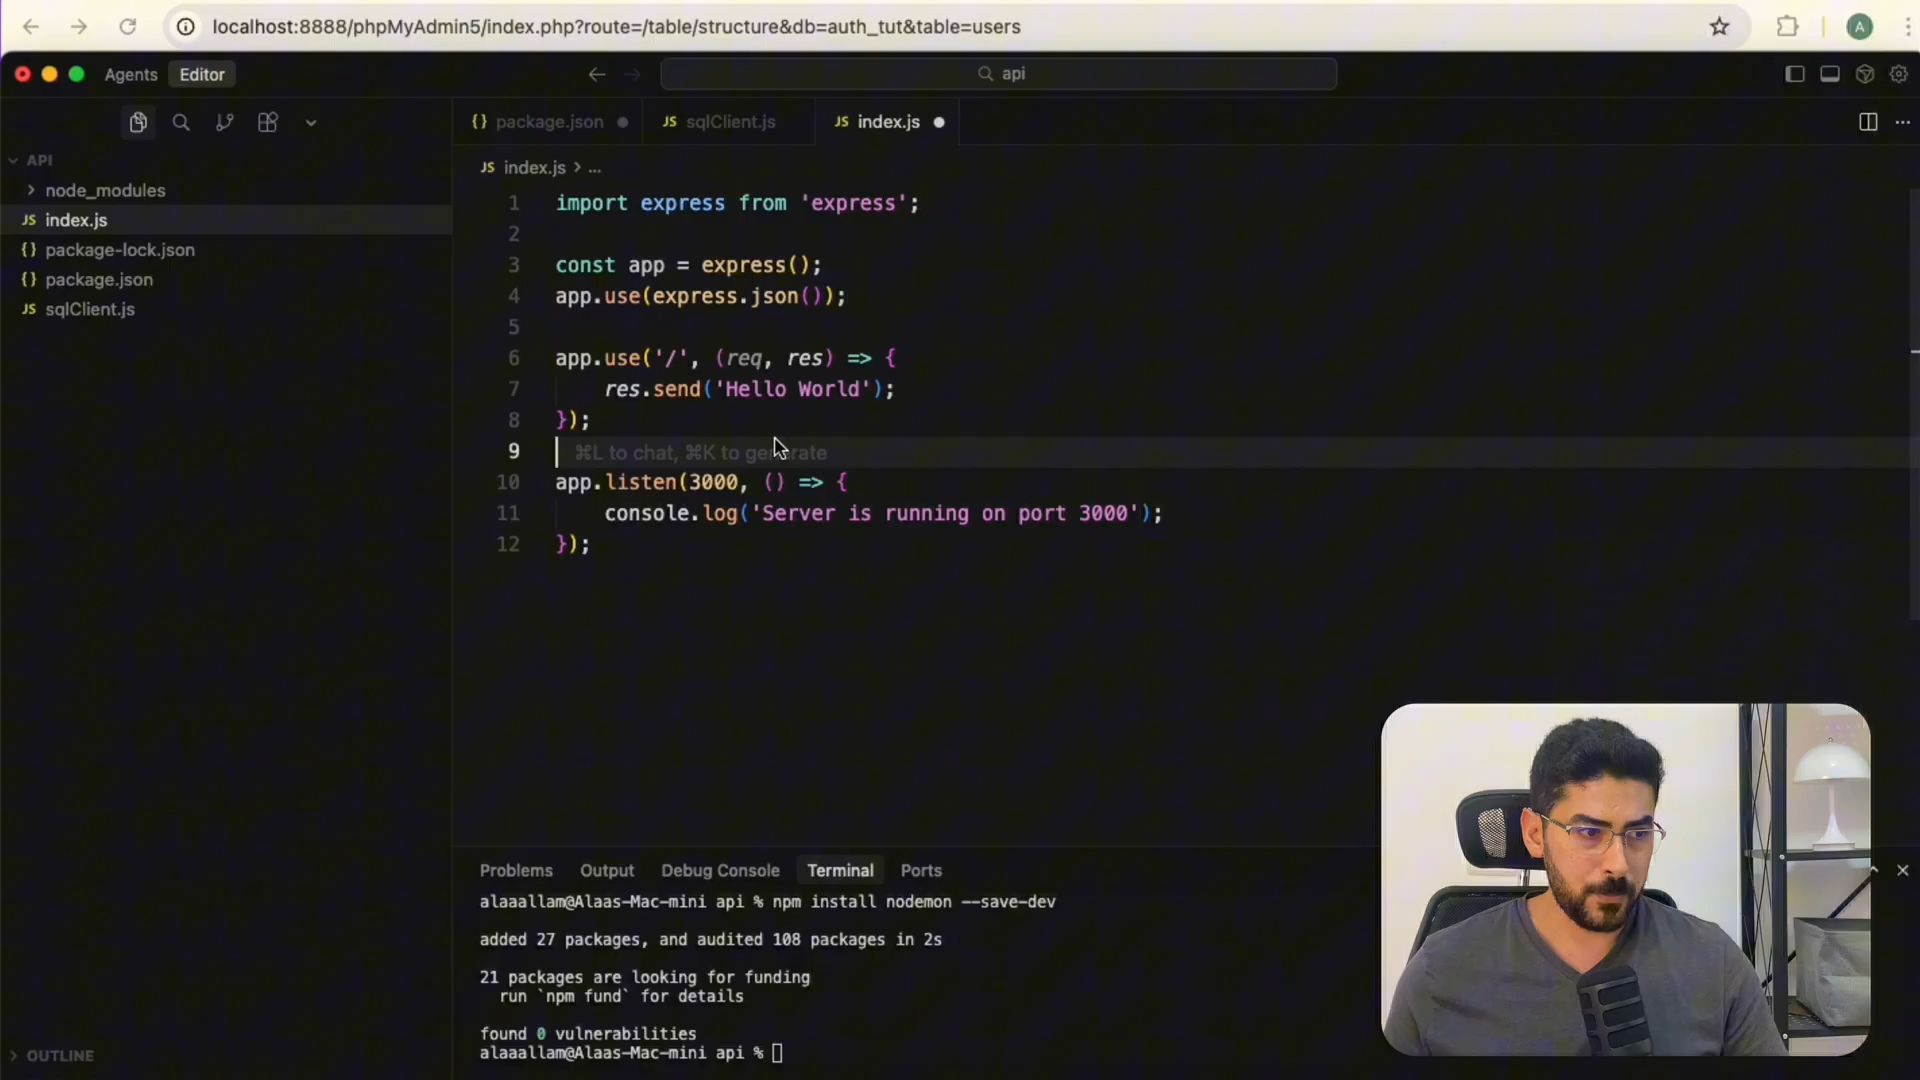 localhost:8888/phpMyAdmin5/index.php?route=/table/structure&db=auth_tut&table=users
A
Agents
Editor
api
package.json
JS sqlClient.js
JS index.js
API
node_modules
JS index.js
{} package-lock.json
{} package.json
JS sqlClient.js
JS index.js > ...
1 import express from 'express';
2
3 const app = express();
4 app.use(express.json());
5
6 app.use('/', (req, res) => {
7 res.send('Hello World');
8 });
9 ⌘L to chat, ⌘K to generate
10 app.listen(3000, () => {
11 console.log('Server is running on port 3000');
12 });
Problems
Output
Debug Console
Terminal
Ports
alaaallam@Alaas-Mac-mini api % npm install nodemon --save-dev
added 27 packages, and audited 108 packages in 2s
21 packages are looking for funding
run `npm fund` for details
found 0 vulnerabilities
alaaallam@Alaas-Mac-mini api %
OUTLINE